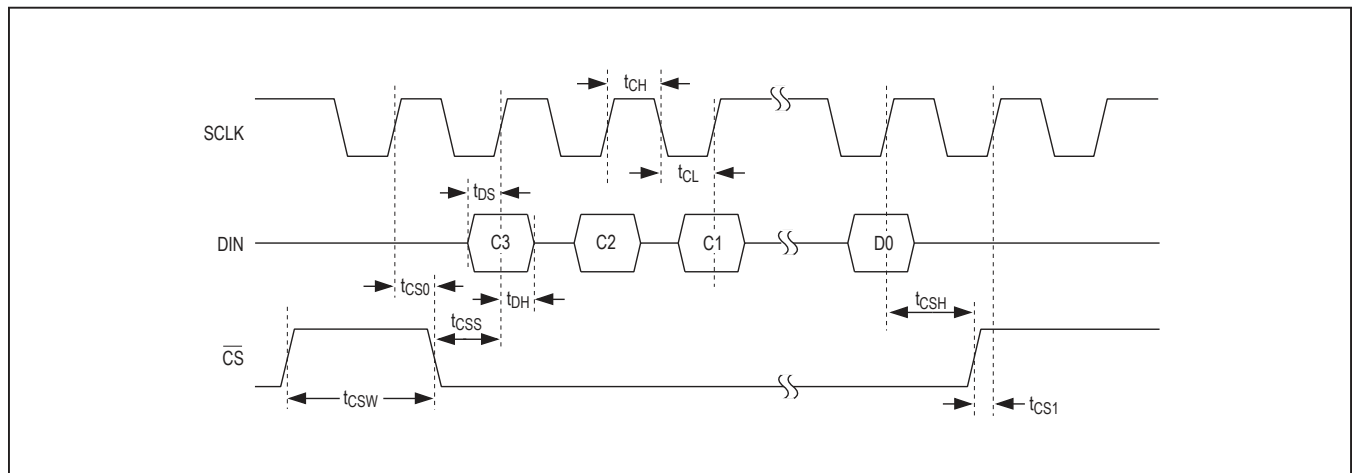 tCH
SCLK
tCL
tDS
DIN
C3
C2
C1
D0
tCS0
tDH
tCSH
tCSS
CS
tCSW
tCS1